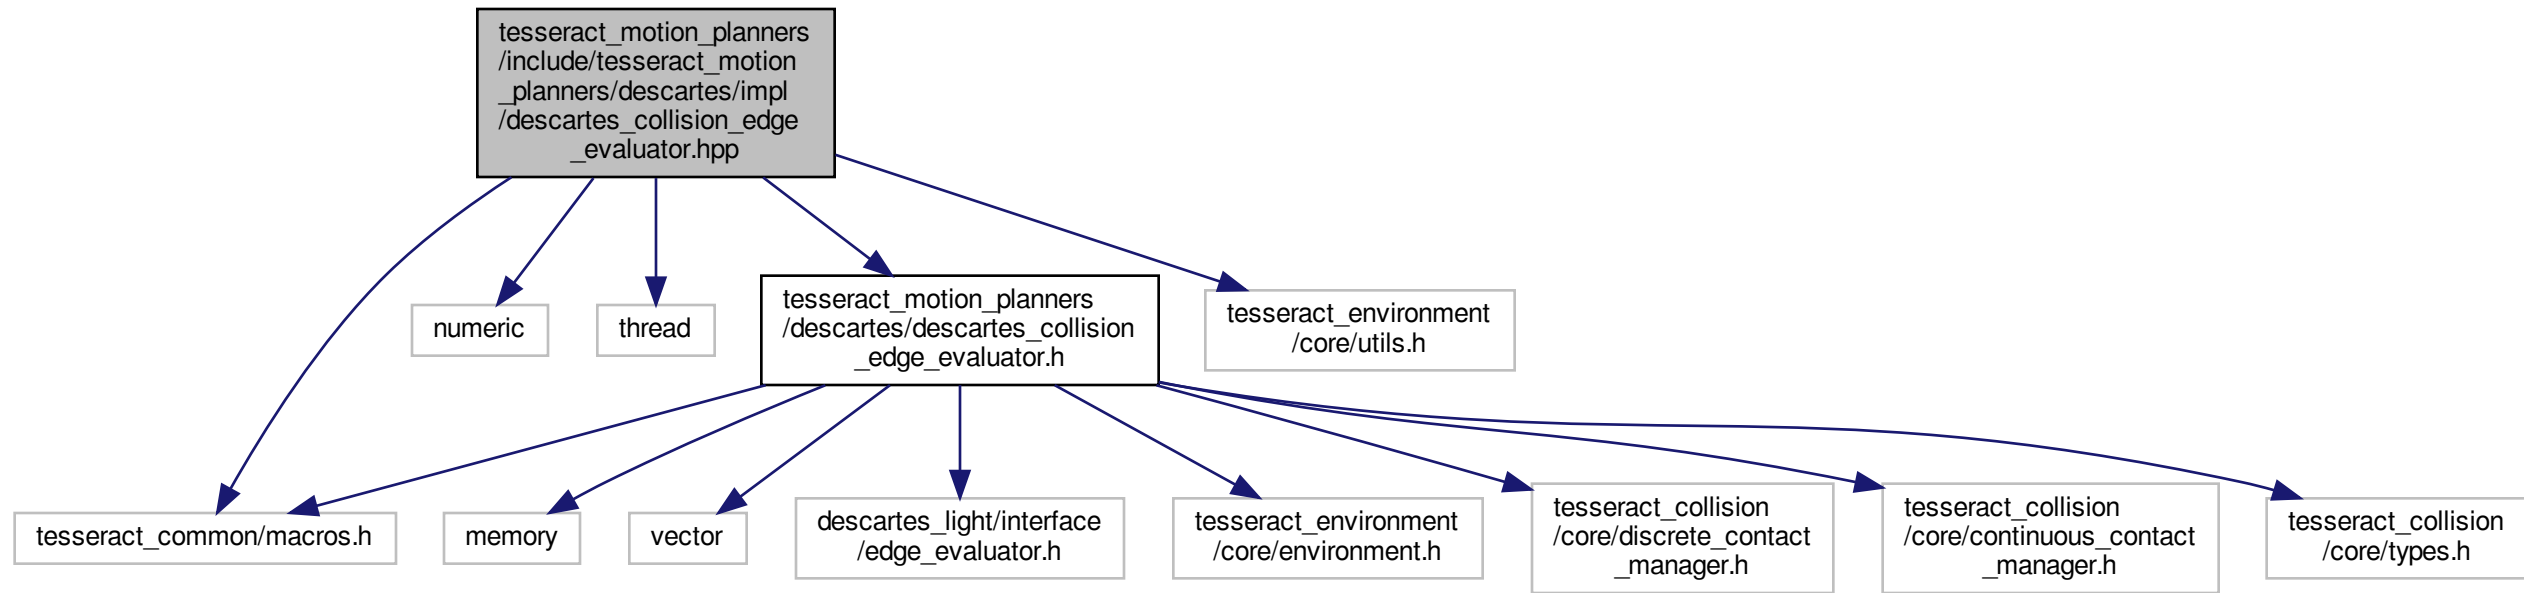 tesseract_motion_planners
/include/tesseract_motion
_planners/descartes/impl
/descartes_collision_edge
_evaluator.hpp
numeric
thread
tesseract_motion_planners
/descartes/descartes_collision
_edge_evaluator.h
tesseract_environment
/core/utils.h
tesseract_common/macros.h
memory
vector
descartes_light/interface
/edge_evaluator.h
tesseract_environment
/core/environment.h
tesseract_collision
/core/discrete_contact
_manager.h
tesseract_collision
/core/continuous_contact
_manager.h
tesseract_collision
/core/types.h